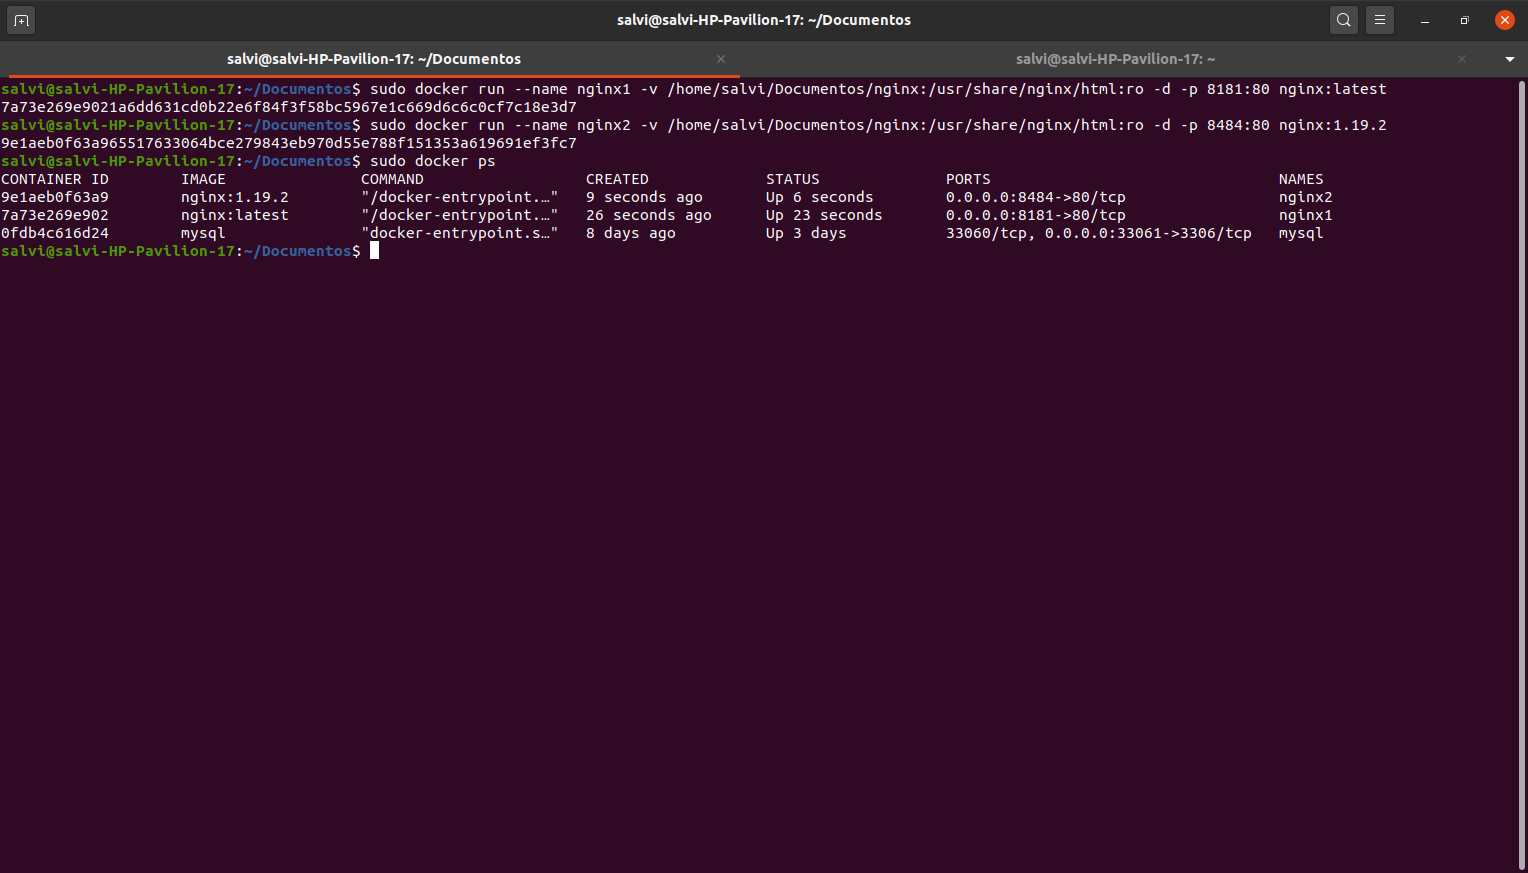 salvi@salvi-HP-Pavilion-17: ~/Documentos
salvi@salvi-HP-Pavilion-17: ~/Documentos
salvi@salvi-HP-Pavilion-17: ~
salvi@salvi-HP-Pavilion-17:~/Documentos$ sudo docker run --name nginx1 -v /home/salvi/Documentos/nginx:/usr/share/nginx/html:ro -d -p 8181:80 nginx:latest
7a73e269e9021a6dd631cd0b22e6f84f3f58bc5967e1c669d6c6c0cf7c18e3d7
salvi@salvi-HP-Pavilion-17:~/Documentos$ sudo docker run --name nginx2 -v /home/salvi/Documentos/nginx:/usr/share/nginx/html:ro -d -p 8484:80 nginx:1.19.2
9e1aeb0f63a965517633064bce279843eb970d55e788f151353a619691ef3fc7
salvi@salvi-HP-Pavilion-17:~/Documentos$ sudo docker ps
CONTAINER ID        IMAGE               COMMAND                  CREATED             STATUS              PORTS                                NAMES
9e1aeb0f63a9        nginx:1.19.2        "/docker-entrypoint.…"   9 seconds ago       Up 6 seconds        0.0.0.0:8484->80/tcp                 nginx2
7a73e269e902        nginx:latest        "/docker-entrypoint.…"   26 seconds ago      Up 23 seconds       0.0.0.0:8181->80/tcp                 nginx1
0fdb4c616d24        mysql               "docker-entrypoint.s…"   8 days ago          Up 3 days           33060/tcp, 0.0.0.0:33061->3306/tcp   mysql
salvi@salvi-HP-Pavilion-17:~/Documentos$